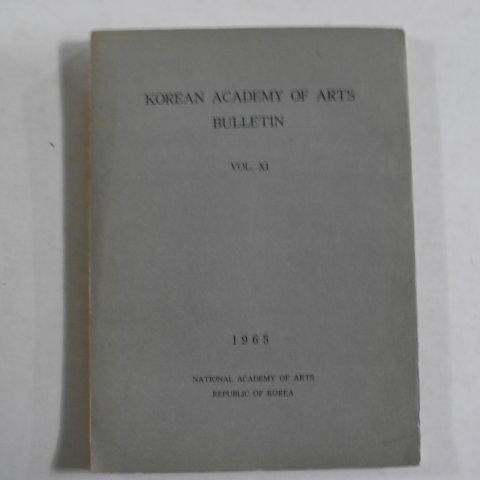 KOREAN ACADEMY OF ARTS
BULLETIN
VOL. XI
1965
NATIONAL ACADEMY OF ARTS
REPUBLIC OF KOREA